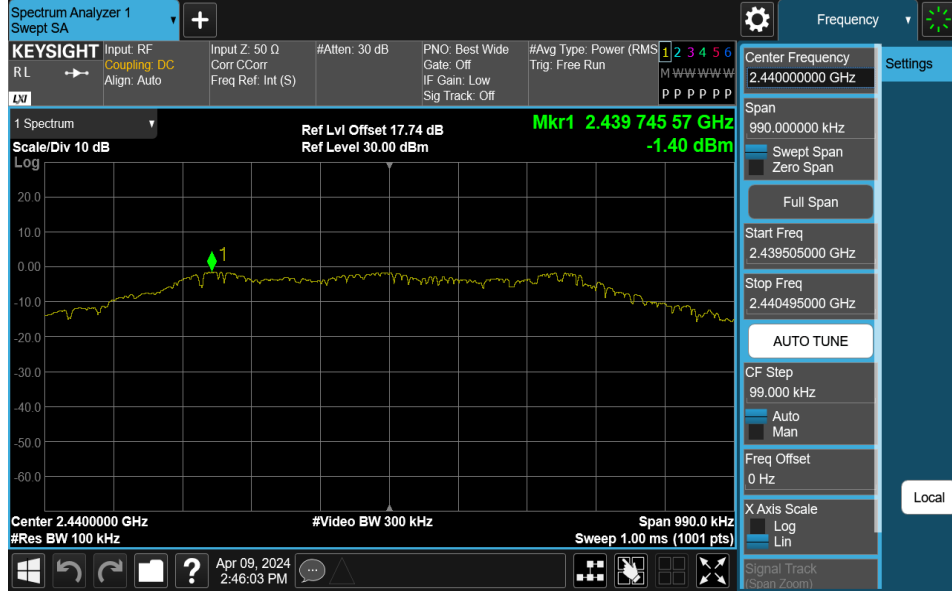 Spectrum Analyzer 1
Swept SA
+
Frequency
KEYSIGHT
RL
LXI
Input: RF
Coupling: DC
Align: Auto
Input Z: 50 Ω
Corr CCorr
Freq Ref: Int (S)
#Atten: 30 dB
PNO: Best Wide
Gate: Off
IF Gain: Low
Sig Track: Off
#Avg Type: Power (RMS
Trig: Free Run
1 2 3 4 5 6
M W W W W W
P P P P P P
Center Frequency
2.440000000 GHz
Settings
1 Spectrum
Scale/Div 10 dB
Log
Ref Lvl Offset 17.74 dB
Ref Level 30.00 dBm
Mkr1 2.439 745 57 GHz
-1.40 dBm
20.0
10.0
0.00
-10.0
-20.0
-30.0
-40.0
-50.0
-60.0
1
Span
990.000000 kHz
Swept Span
Zero Span
Full Span
Start Freq
2.439505000 GHz
Stop Freq
2.440495000 GHz
AUTO TUNE
CF Step
99.000 kHz
Auto
Man
Freq Offset
0 Hz
X Axis Scale
Log
Lin
Signal Track
(Span Zoom)
Local
Center 2.4400000 GHz
#Res BW 100 kHz
#Video BW 300 kHz
Span 990.0 kHz
Sweep 1.00 ms (1001 pts)
?
Apr 09, 2024
2:46:03 PM